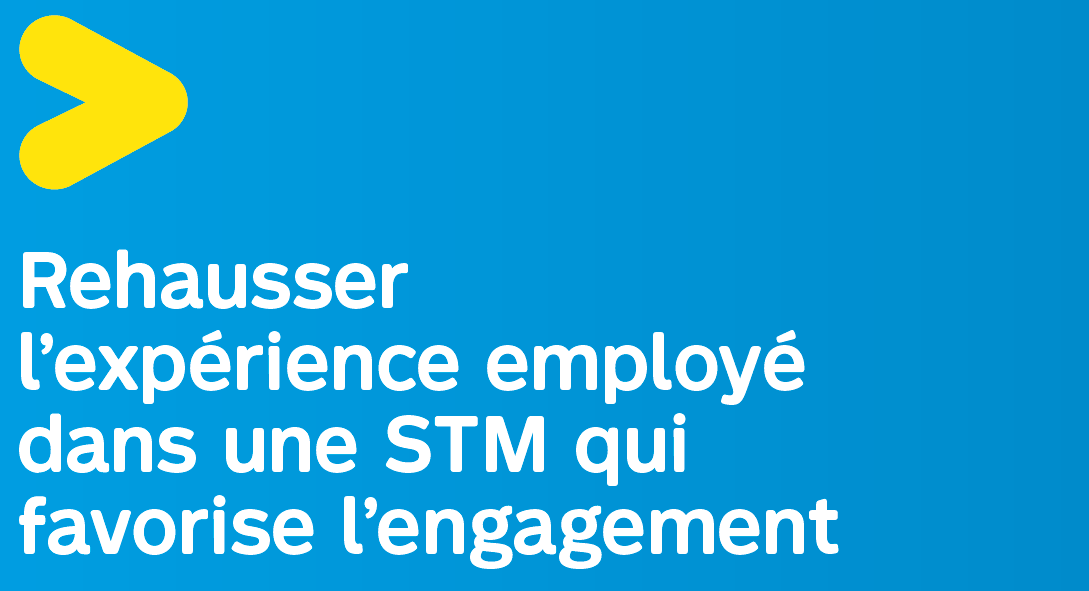 Rehausser
l’expérience employé
dans une STM qui
favorise l’engagement